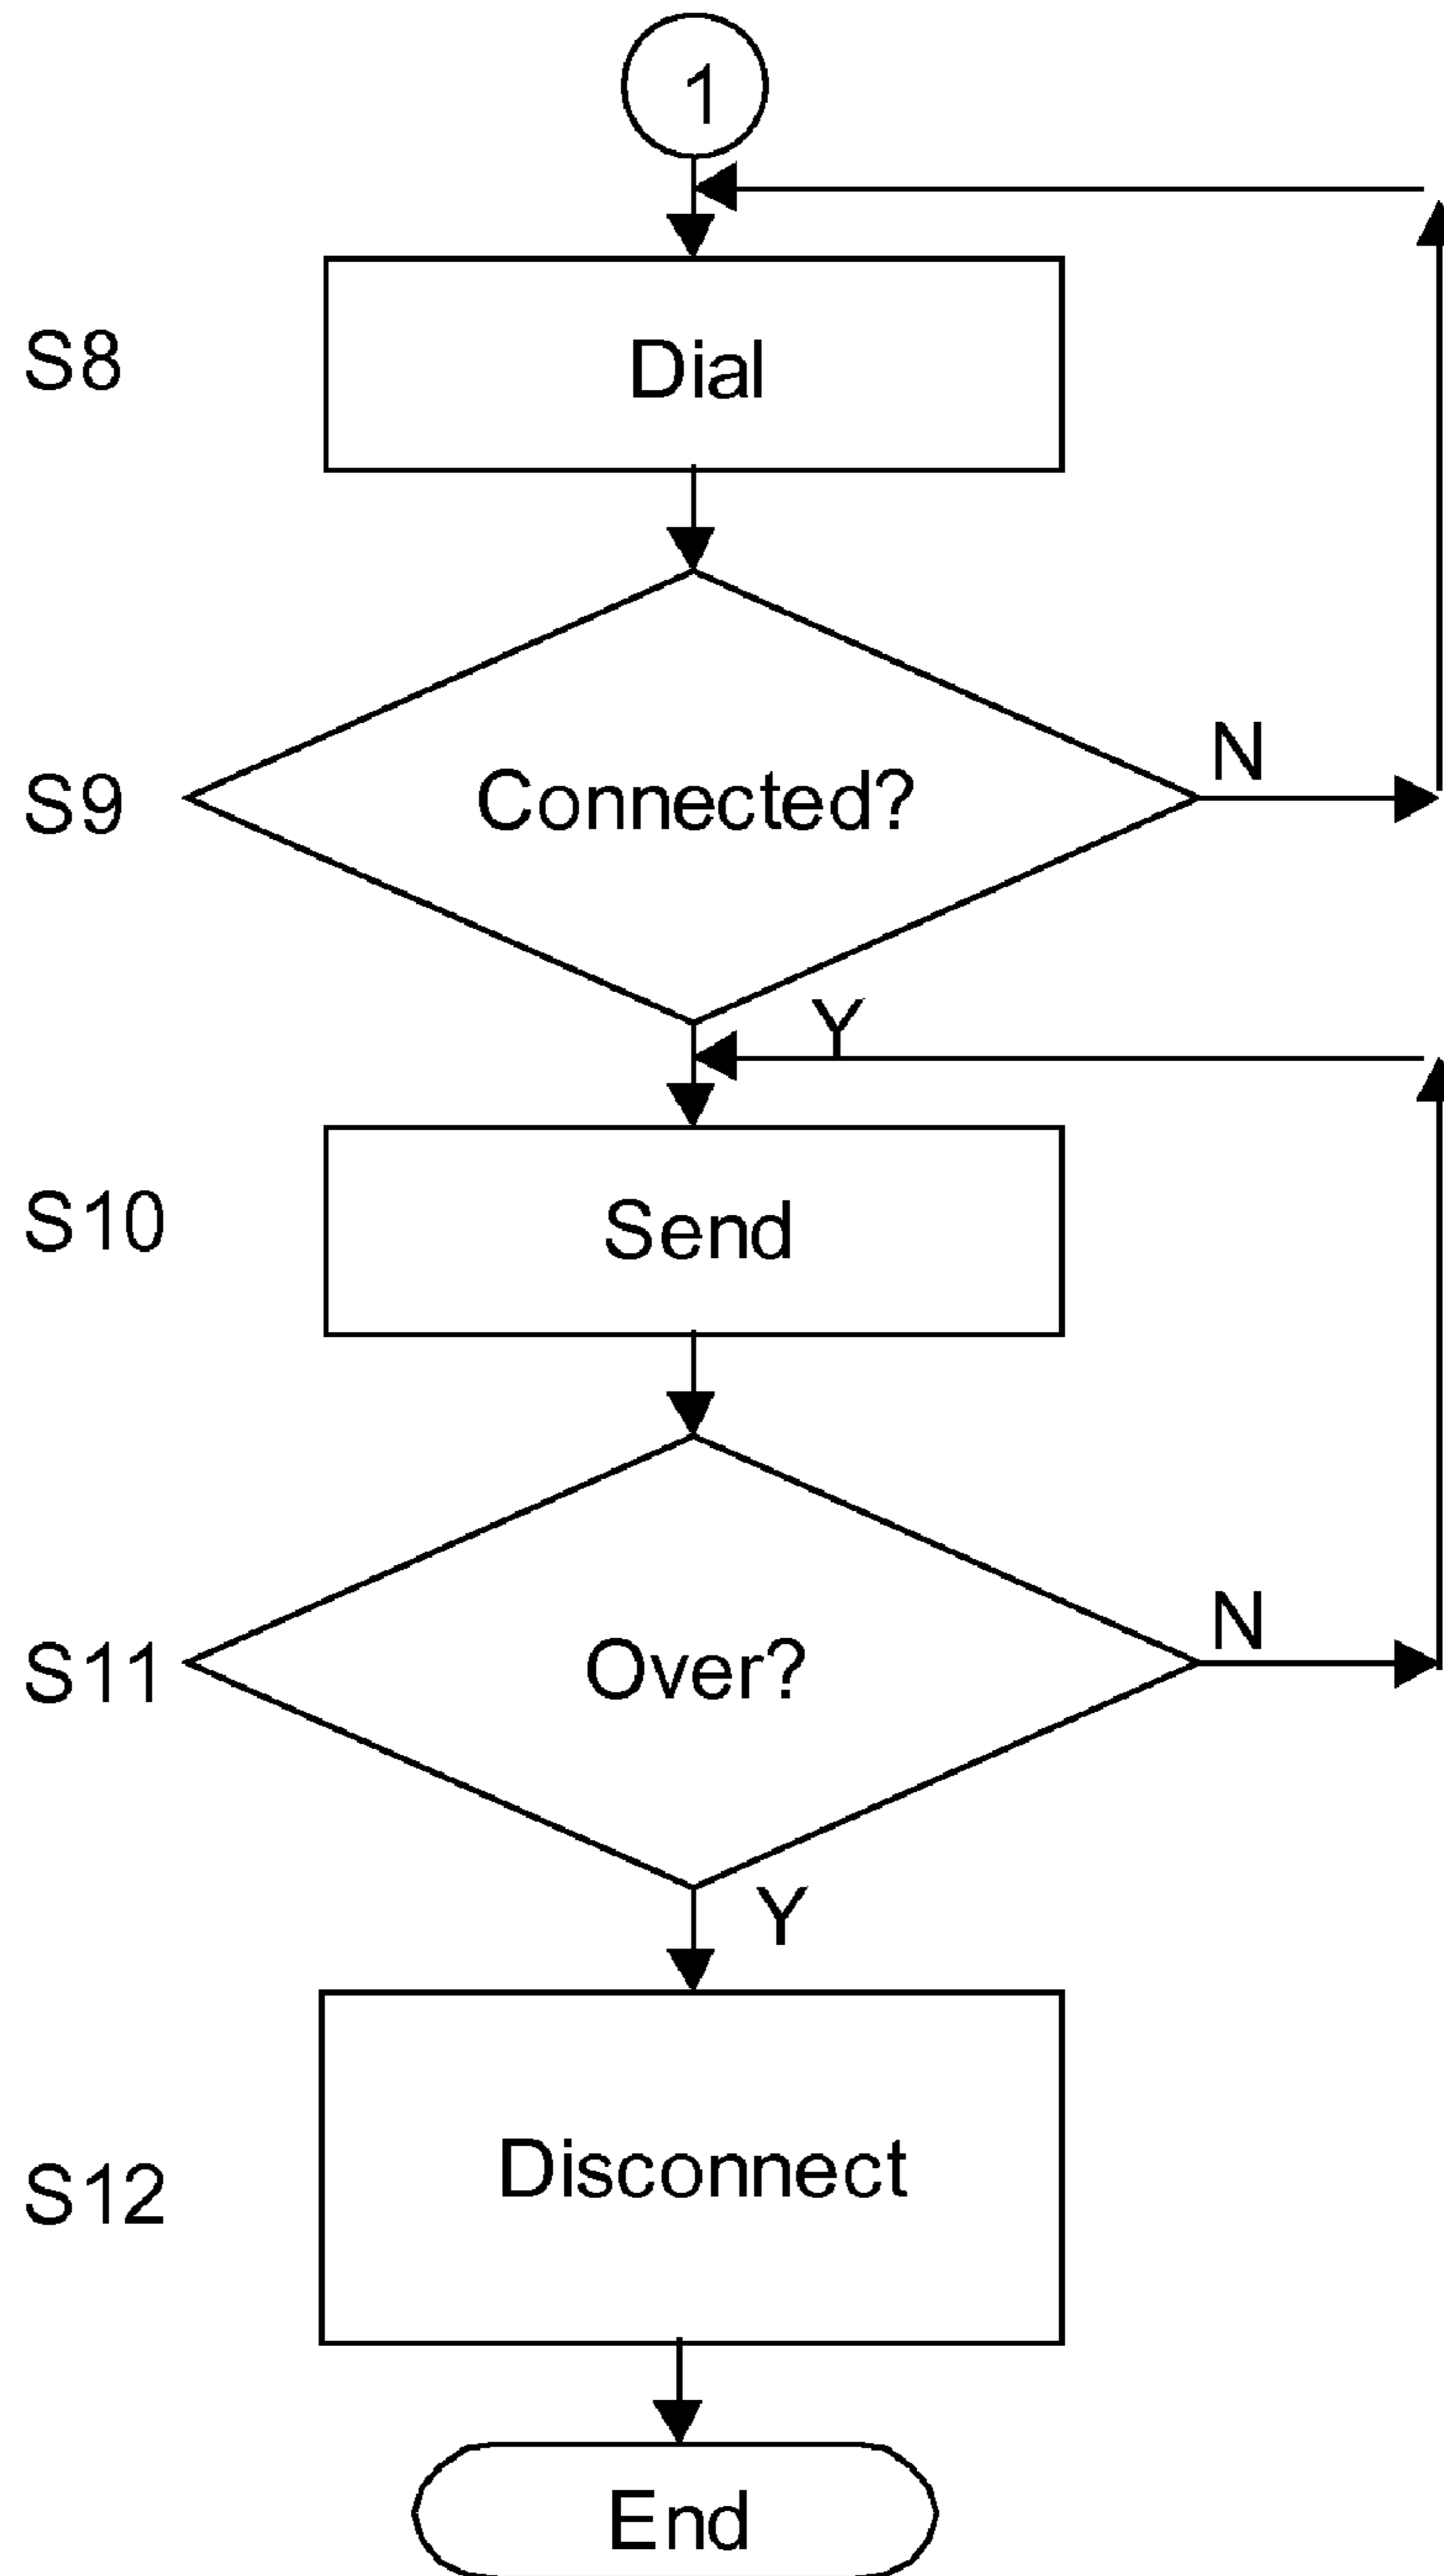 1
S8
Dial
S9
Connected?
N
Y
S10
Send
S11
Over?
N
Y
S12
Disconnect
End